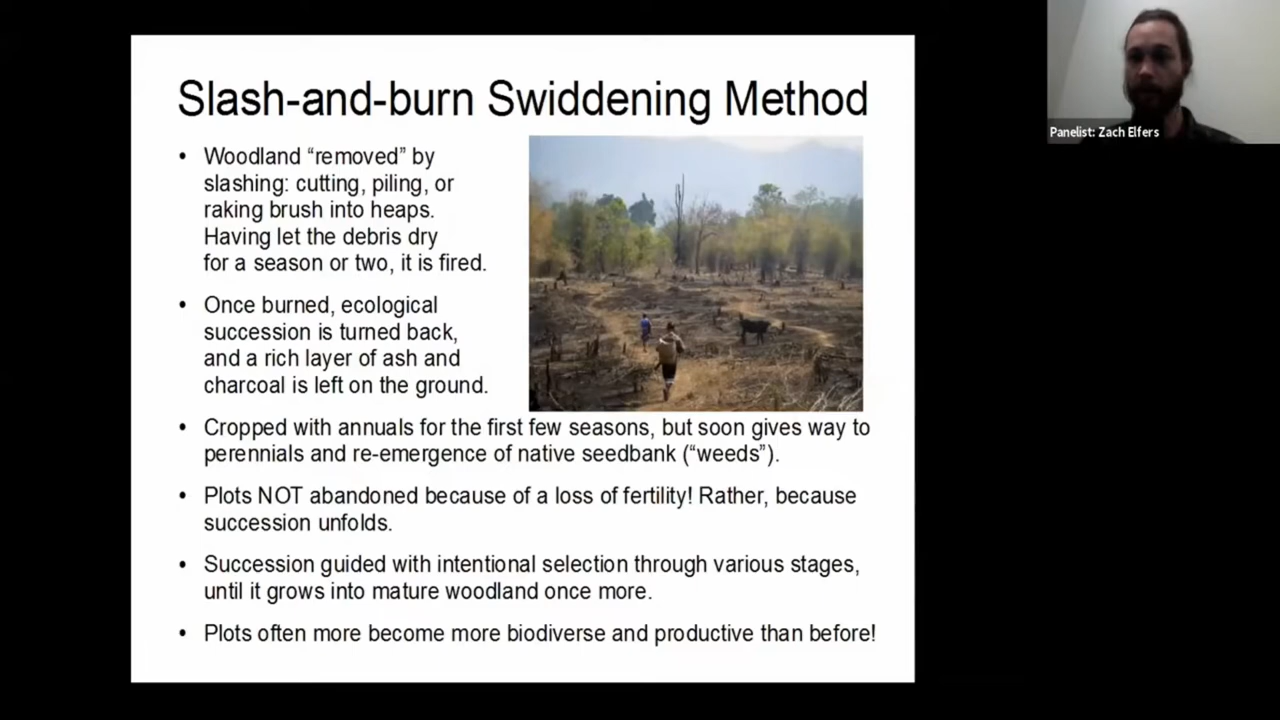 Slash-and-burn Swiddening Method
• Woodland “removed” by
slashing: cutting, piling, or
raking brush into heaps.
Having let the debris dry
for a season or two, it is fired.
• Once burned, ecological
succession is turned back,
and a rich layer of ash and
charcoal is left on the ground.
• Cropped with annuals for the first few seasons, but soon gives way to
perennials and re-emergence of native seedbank (“weeds”).
• Plots NOT abandoned because of a loss of fertility! Rather, because
succession unfolds.
• Succession guided with intentional selection through various stages,
until it grows into mature woodland once more.
• Plots often more become more biodiverse and productive than before!
Panelist: Zach Elfers